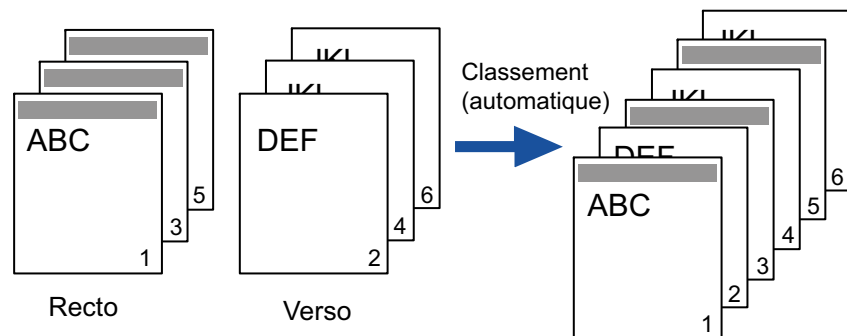 ABC
1
3
5
Recto
DEF
2
4
6
Verso
Classement
(automatique)
ABC
DEF
1
2
3
4
5
6